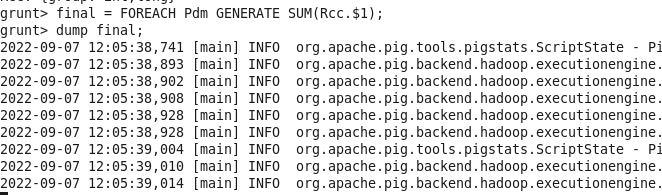 grunt> final = FOREACH Pdm GENERATE SUM(Rcc.$1);
grunt> dump final;
2022-09-07 12:05:38,741 [main] INFO  org.apache.pig.tools.pigstats.ScriptState - Pi
2022-09-07 12:05:38,893 [main] INFO  org.apache.pig.backend.hadoop.executionengine.
2022-09-07 12:05:38,902 [main] INFO  org.apache.pig.backend.hadoop.executionengine.
2022-09-07 12:05:38,908 [main] INFO  org.apache.pig.backend.hadoop.executionengine.
2022-09-07 12:05:38,928 [main] INFO  org.apache.pig.backend.hadoop.executionengine.
2022-09-07 12:05:38,928 [main] INFO  org.apache.pig.backend.hadoop.executionengine.
2022-09-07 12:05:39,004 [main] INFO  org.apache.pig.tools.pigstats.ScriptState - Pi
2022-09-07 12:05:39,010 [main] INFO  org.apache.pig.backend.hadoop.executionengine.
2022-09-07 12:05:39,014 [main] INFO  org.apache.pig.backend.hadoop.executionengine.